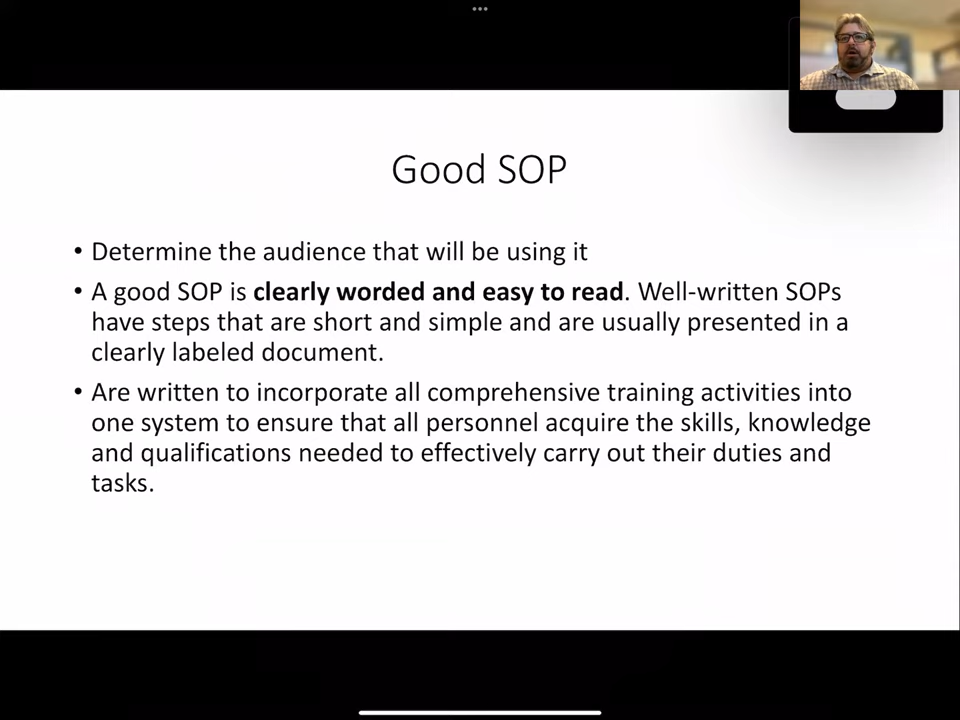 Good SOP
• Determine the audience that will be using it
• A good SOP is clearly worded and easy to read. Well-written SOPs
have steps that are short and simple and are usually presented in a
clearly labeled document.
• Are written to incorporate all comprehensive training activities into
one system to ensure that all personnel acquire the skills, knowledge
and qualifications needed to effectively carry out their duties and
tasks.